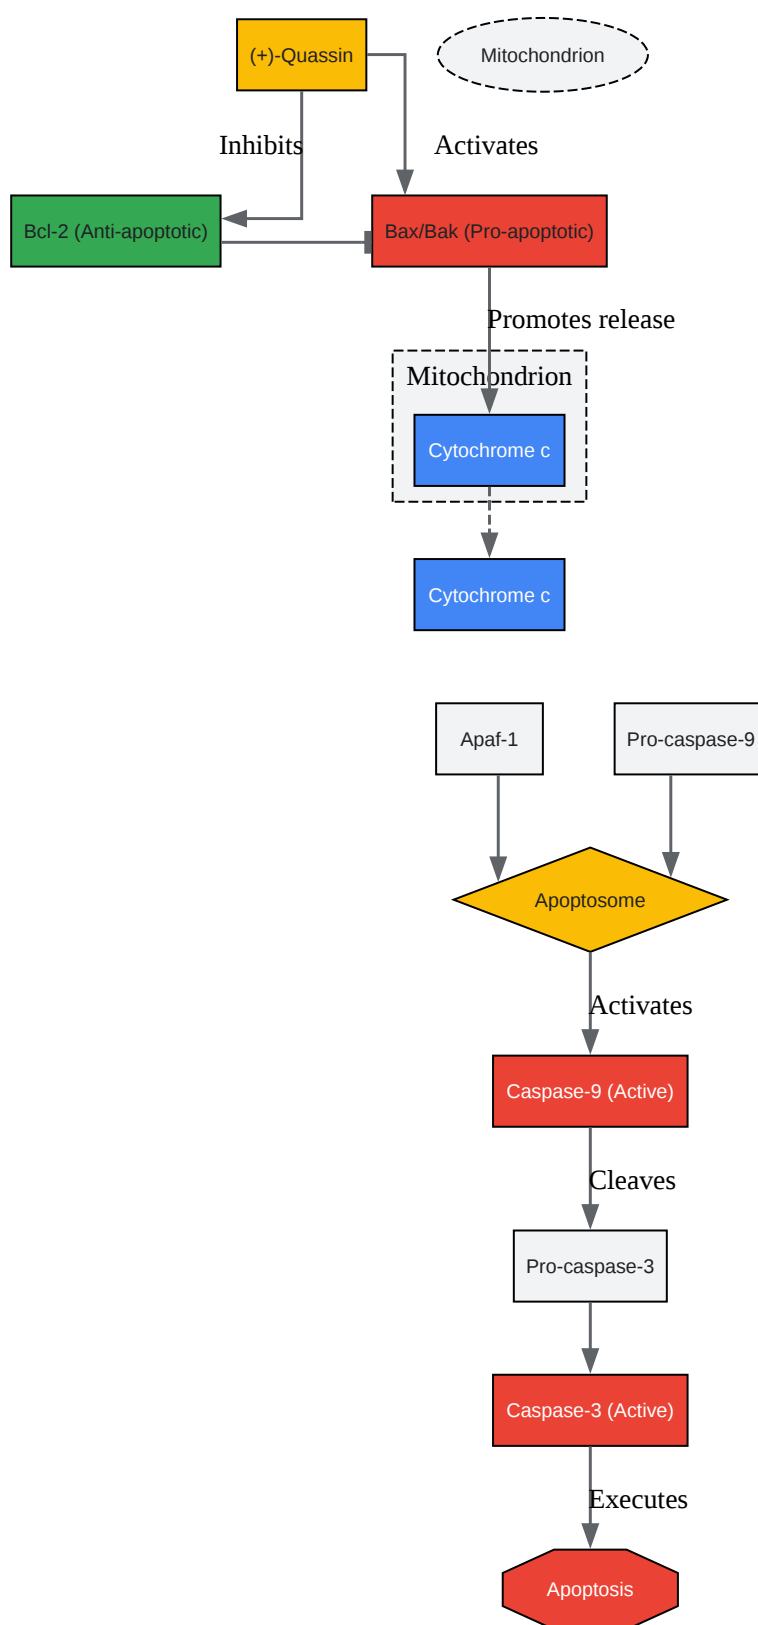 (+)-Quassin
Mitochondrion
Inhibits
Activates
Bcl-2 (Anti-apoptotic)
Bax/Bak (Pro-apoptotic)
Promotes release
Mitochondrion
Cytochrome c
Cytochrome c
Apaf-1
Pro-caspase-9
Apoptosome
Activates
Caspase-9 (Active)
Cleaves
Pro-caspase-3
Caspase-3 (Active)
Executes
Apoptosis